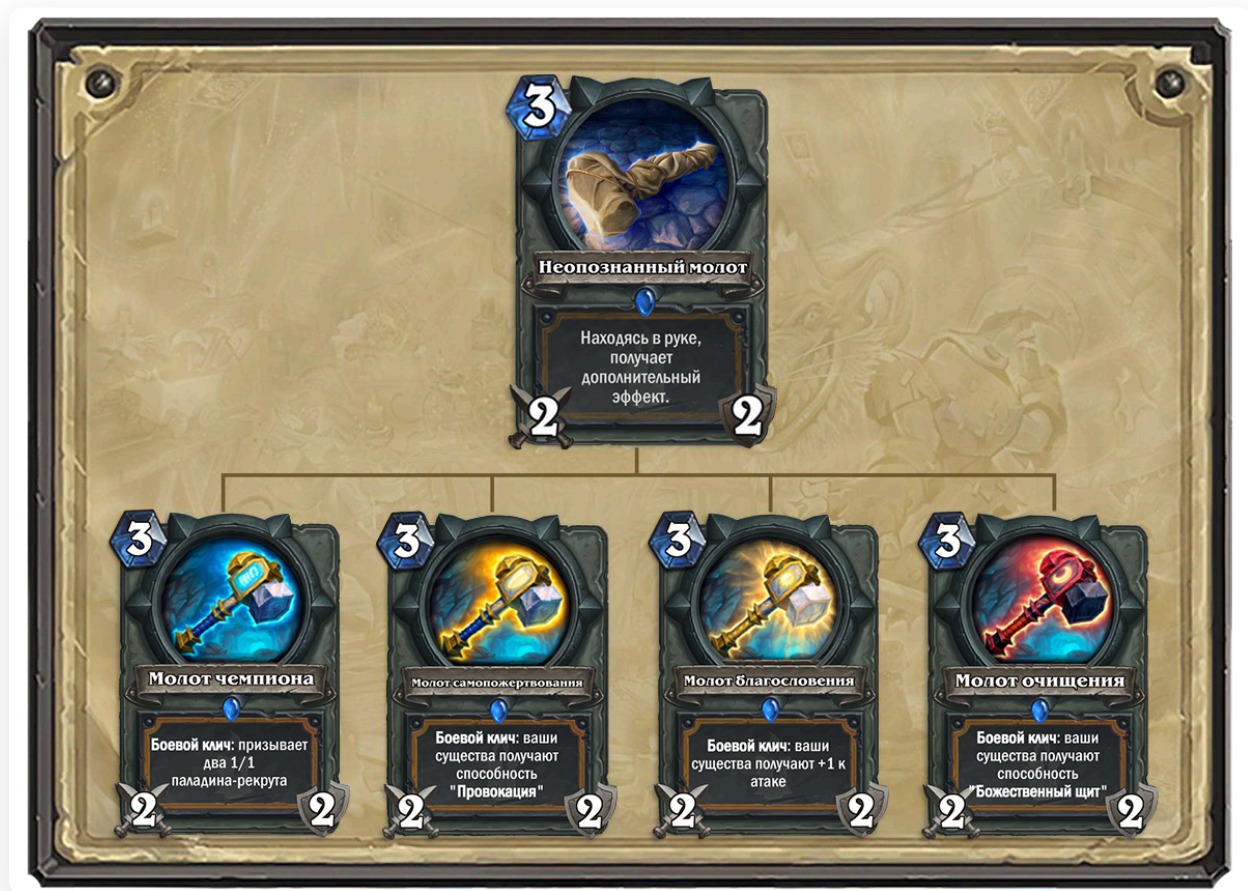 3
Неопознанный молот
Находясь в руке,
получает
дополнительный
эффект.
2
2
3
Молот чемпиона
Боевой клич: призывает
два 1/1
паладина-рекрута
2
2
3
Молот самопожертвования
Боевой клич: ваши
существа получают
способность
"Провокация"
2
2
3
Молот благословения
Боевой клич: ваши
существа получают +1 к
атаке
2
2
3
Молот очищения
Боевой клич: ваши
существа получают
способность
"Божественный щит"
2
2